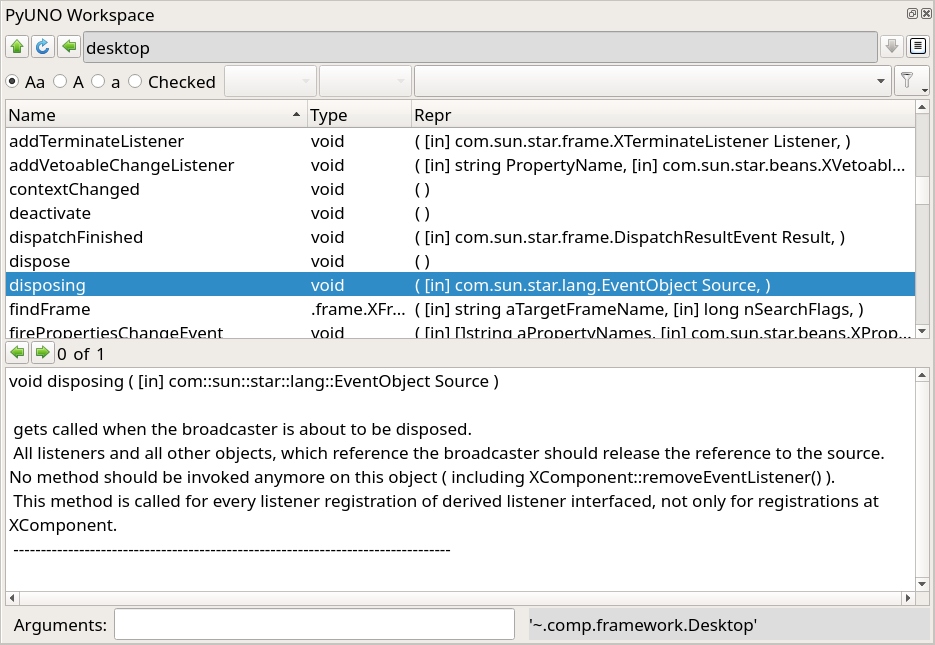 PyUNO Workspace
desktop
Aa A a Checked
Name Type Repr
addTerminateListener void ( [in] com.sun.star.frame.XTerminateListener Listener, )
addVetoableChangeListener void ( [in] string PropertyName, [in] com.sun.star.beans.XVetoabl...
contextChanged void ( )
deactivate void ( )
dispatchFinished void ( [in] com.sun.star.frame.DispatchResultEvent Result, )
dispose void ( )
disposing void ( [in] com.sun.star.lang.EventObject Source, )
findFrame .frame.XFr... ( [in] string aTargetFrameName, [in] long nSearchFlags, )
firePropertiesChangeEvent void ( [in] []string aPropertyNames, [in] com.sun.star.beans.XProp...
0 of 1
void disposing ( [in] com::sun::star::lang::EventObject Source )
gets called when the broadcaster is about to be disposed.
All listeners and all other objects, which reference the broadcaster should release the reference to the source.
No method should be invoked anymore on this object ( including XComponent::removeEventListener() ).
This method is called for every listener registration of derived listener interfaced, not only for registrations at
XComponent.
--------------------------------------------------------------------------------
Arguments: '~.comp.framework.Desktop'